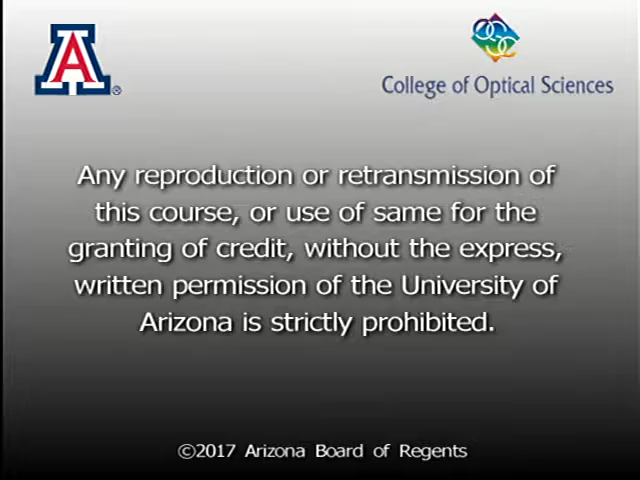 A
®
College of Optical Sciences
Any reproduction or retransmission of
this course, or use of same for the
granting of credit, without the express,
written permission of the University of
Arizona is strictly prohibited.
©2017 Arizona Board of Regents